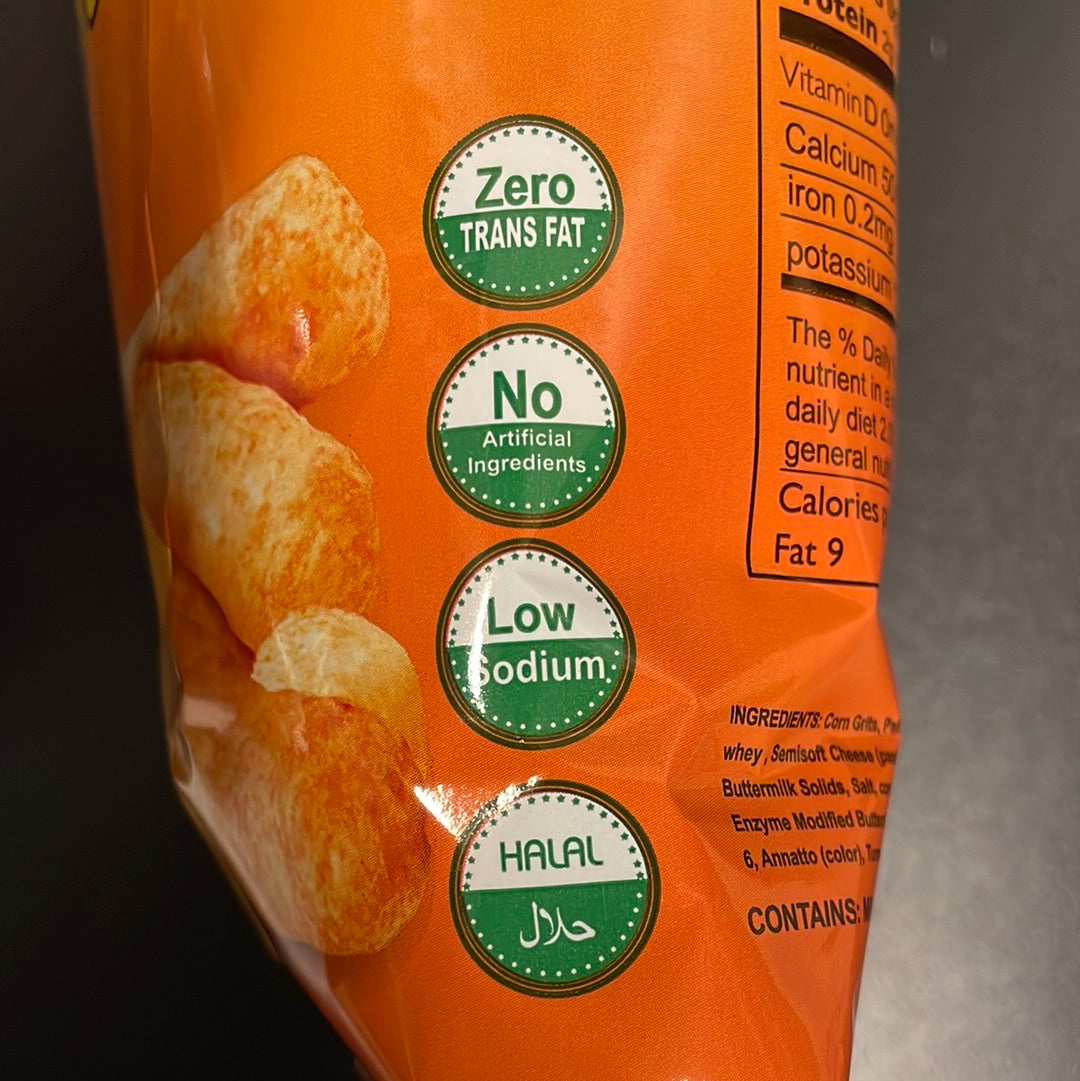 Zero
TRANS FAT
No
Artificial
Ingredients
Low
Sodium
HALAL
حلال
Protein
Vitamin D
Calcium
iron 0.2mg
potassium
The % Daily
nutrient in a
daily diet
general
Calories
Fat 9
INGREDIENTS: Corn Grits,
whey, Semisoft Cheese
Buttermilk Solids, Salt,
Enzyme Modified
6, Annatto (color),
CONTAINS: